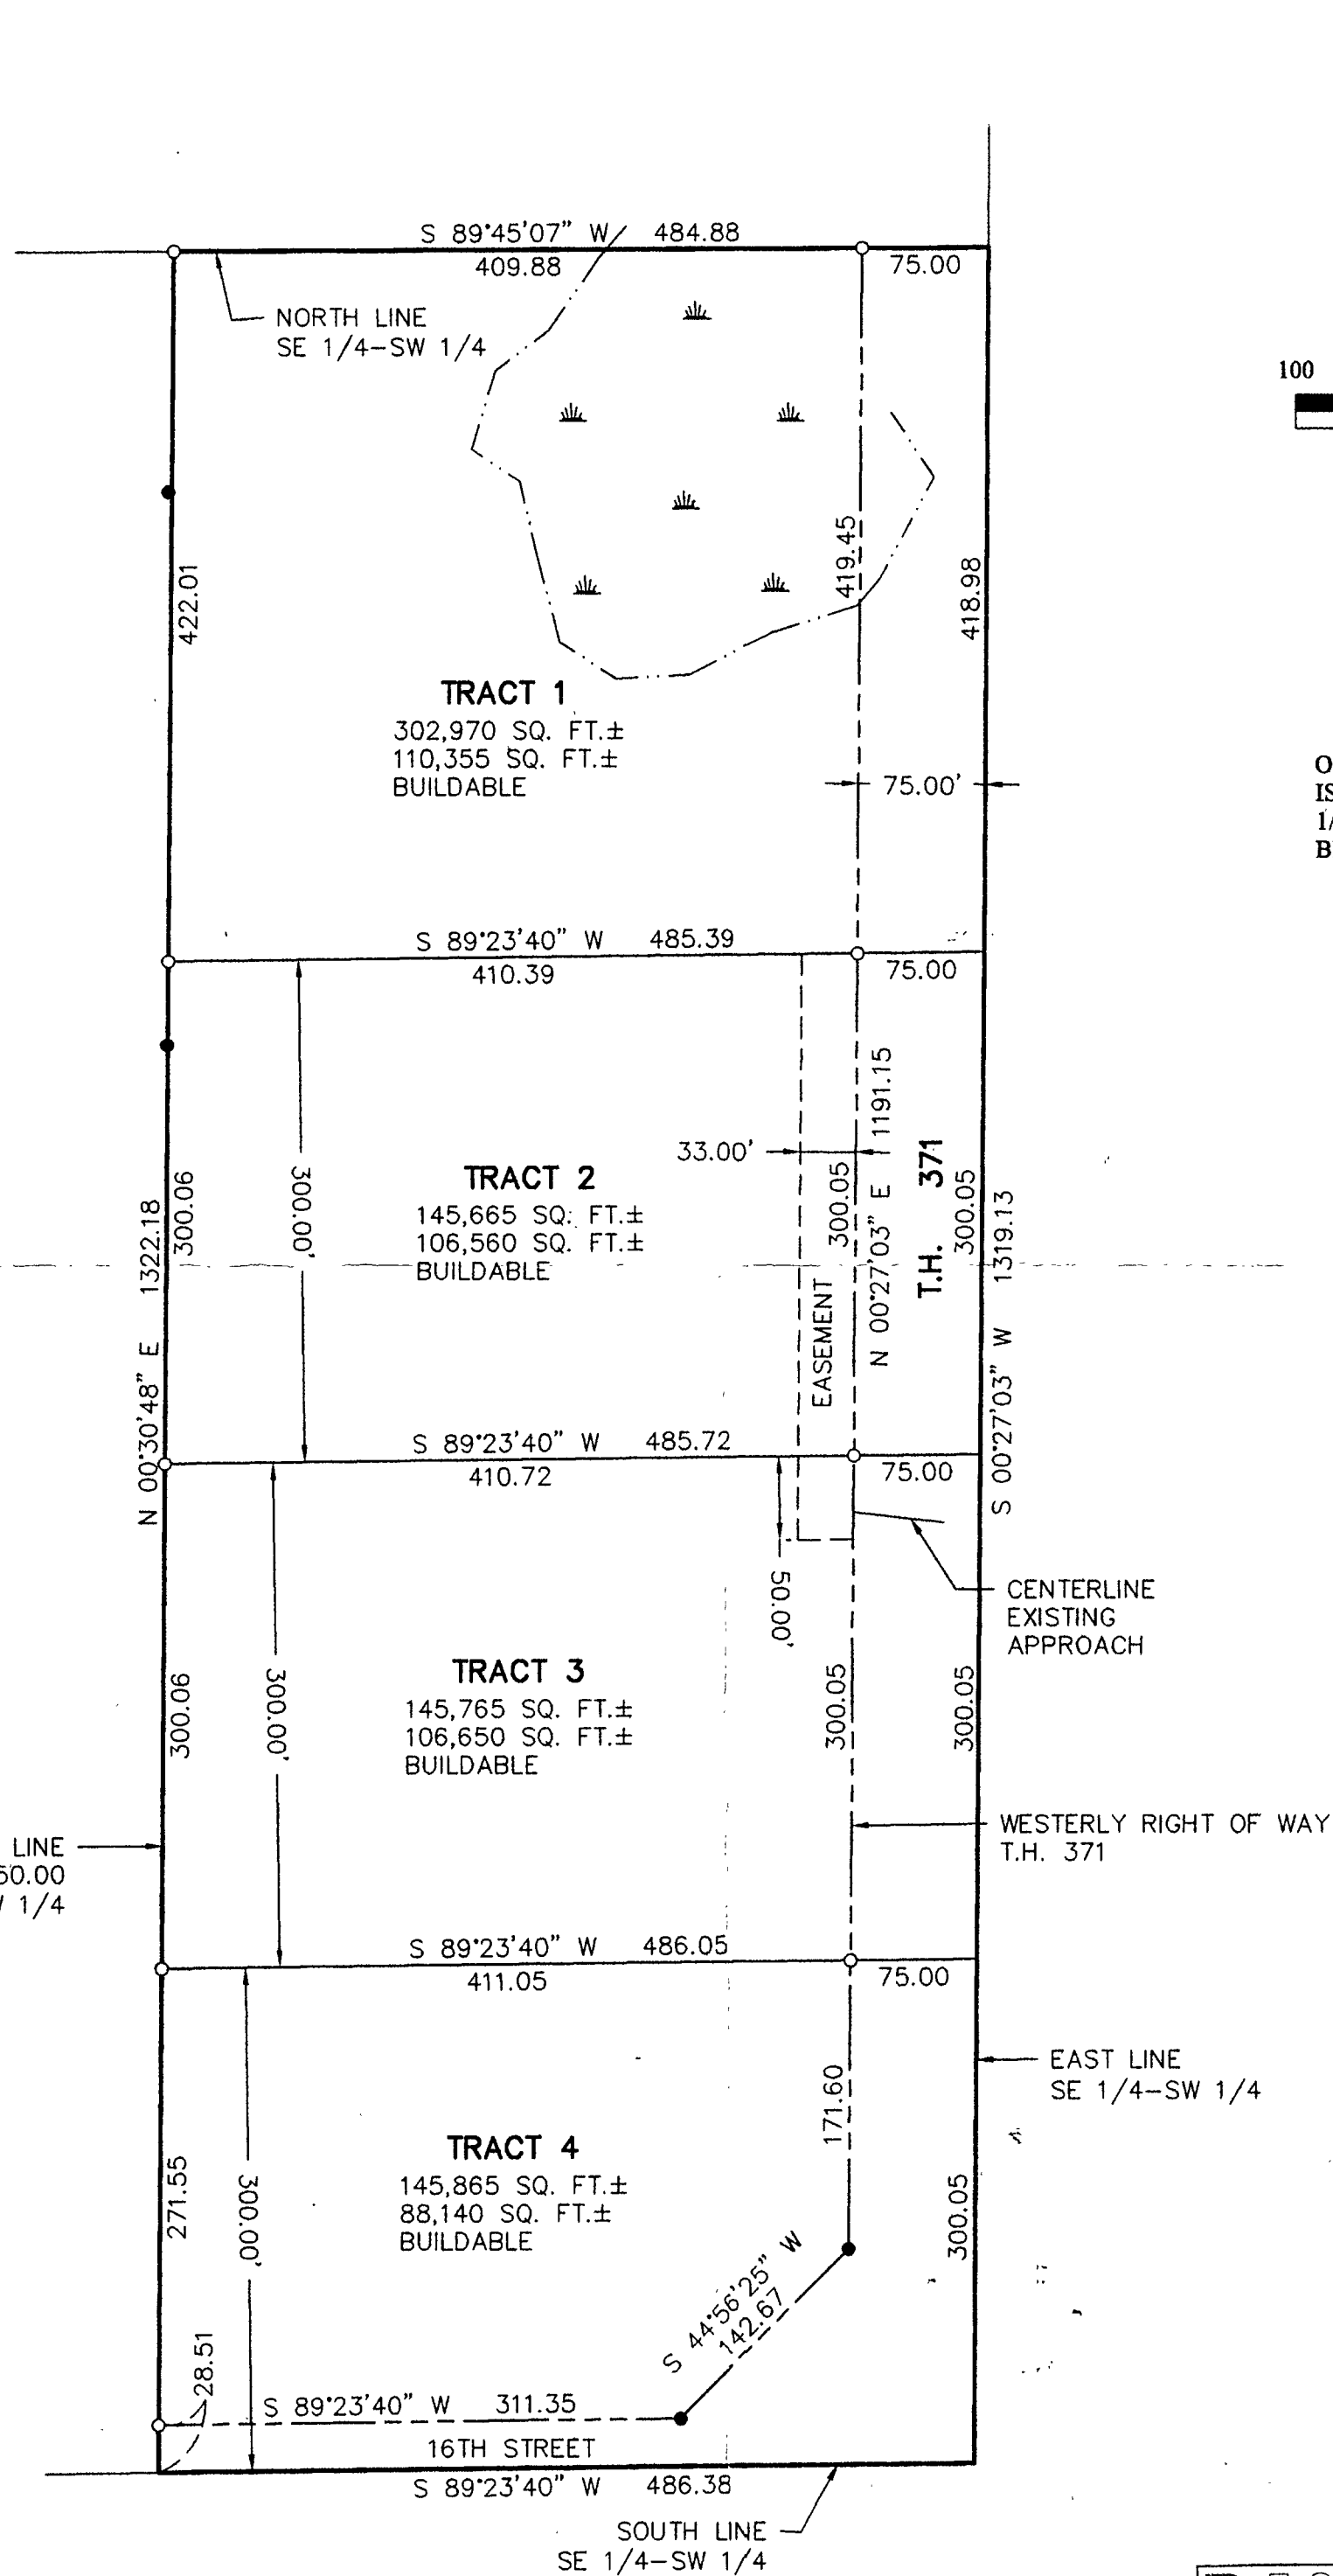 S 89°45'07" W 484.88
409.88
75.00
NORTH LINE
SE 1/4-SW 1/4
100
422.01
419.45
418.98
TRACT 1
302,970 SQ. FT.±
110,355 SQ. FT.±
BUILDABLE
75.00'
O
IS
1/
B
S 89°23'40" W 485.39
410.39
75.00
33.00'
TRACT 2
145,665 SQ. FT.±
106,560 SQ. FT.±
BUILDABLE
300.06
300.00'
N 00°30'48" E 1322.18
EASEMENT
300.05
N 00°27'03" E 1191.15
T.H. 371
300.05
S 00°27'03" W 1319.13
S 89°23'40" W 485.72
410.72
75.00
50.00'
CENTERLINE
EXISTING
APPROACH
TRACT 3
145,765 SQ. FT.±
106,650 SQ. FT.±
BUILDABLE
300.06
300.00'
300.05
300.05
WESTERLY RIGHT OF WAY
T.H. 371
LINE
50.00
W 1/4
S 89°23'40" W 486.05
411.05
75.00
EAST LINE
SE 1/4-SW 1/4
171.60
TRACT 4
145,865 SQ. FT.±
88,140 SQ. FT.±
BUILDABLE
271.55
300.00'
300.05
S 44°56'25" W
142.67
28.51
S 89°23'40" W 311.35
16TH STREET
S 89°23'40" W 486.38
SOUTH LINE
SE 1/4-SW 1/4